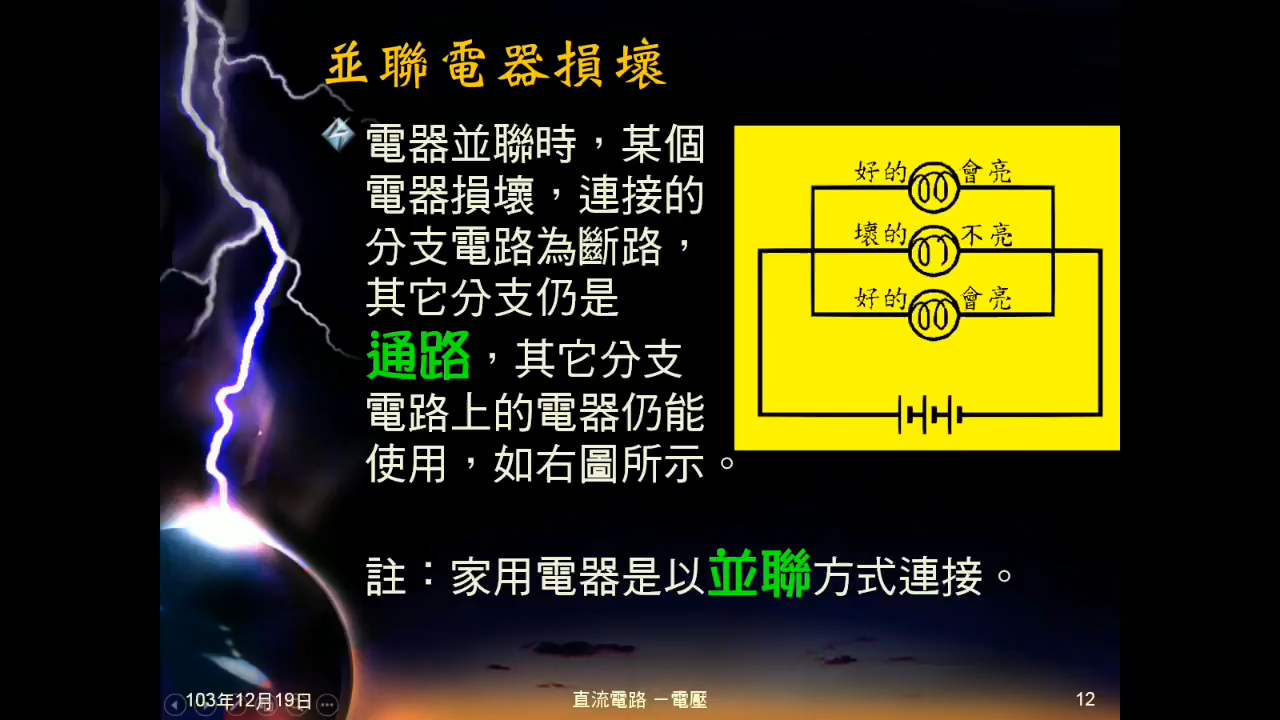 並聯電器損壞
電器並聯時，某個
電器損壞，連接的
分支電路為斷路，
其它分支仍是
通路，其它分支
電路上的電器仍能
使用，如右圖所示。
好的 會亮
壞的 不亮
好的 會亮
註：家用電器是以並聯方式連接。
103年12月19日
直流電路 －電壓
12